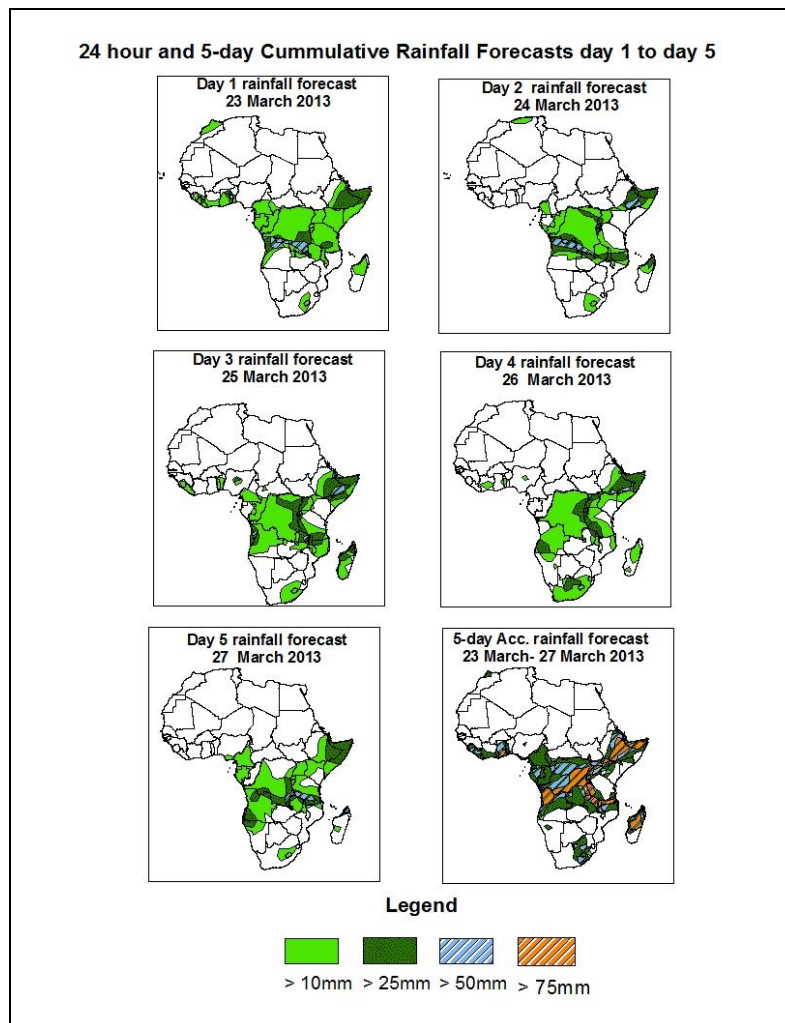 24 hour and 5-day Cummulative Rainfall Forecasts day 1 to day 5
Day 1 rainfall forecast
23 March 2013
Day 2 rainfall forecast
24 March 2013
Day 3 rainfall forecast
25 March 2013
Day 4 rainfall forecast
26 March 2013
Day 5 rainfall forecast
27 March 2013
5-day Acc. rainfall forecast
23 March- 27 March 2013
Legend
> 10mm > 25mm > 50mm > 75mm